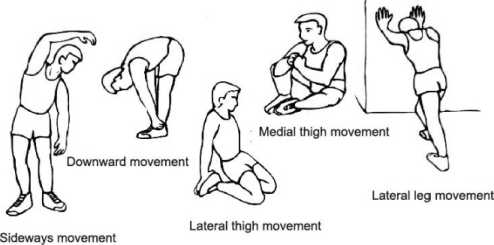 Medial thigh movement
Downward movement
Lateral leg movement
Lateral thigh movement
Sideways movement